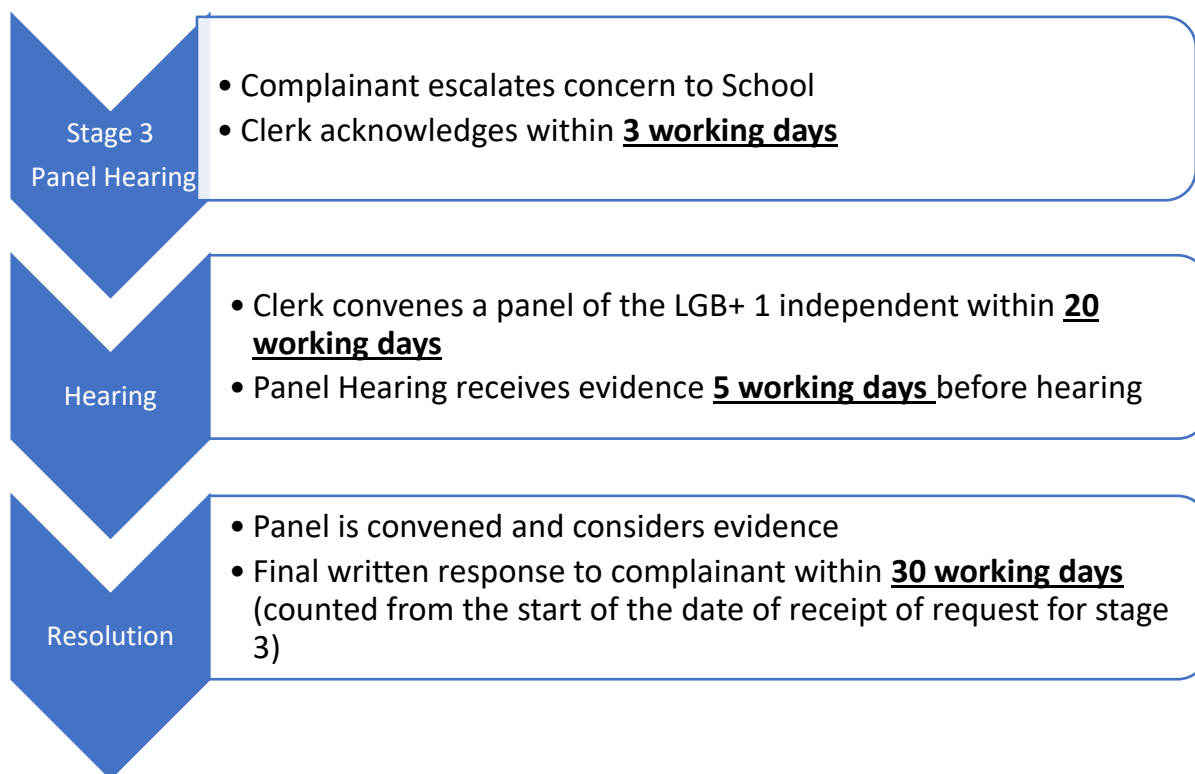 Stage 3
Panel Hearing
• Complainant escalates concern to School
• Clerk acknowledges within 3 working days
Hearing
• Clerk convenes a panel of the LGB+ 1 independent within 20
working days
• Panel Hearing receives evidence 5 working days before hearing
Resolution
• Panel is convened and considers evidence
• Final written response to complainant within 30 working days
(counted from the start of the date of receipt of request for stage
3)